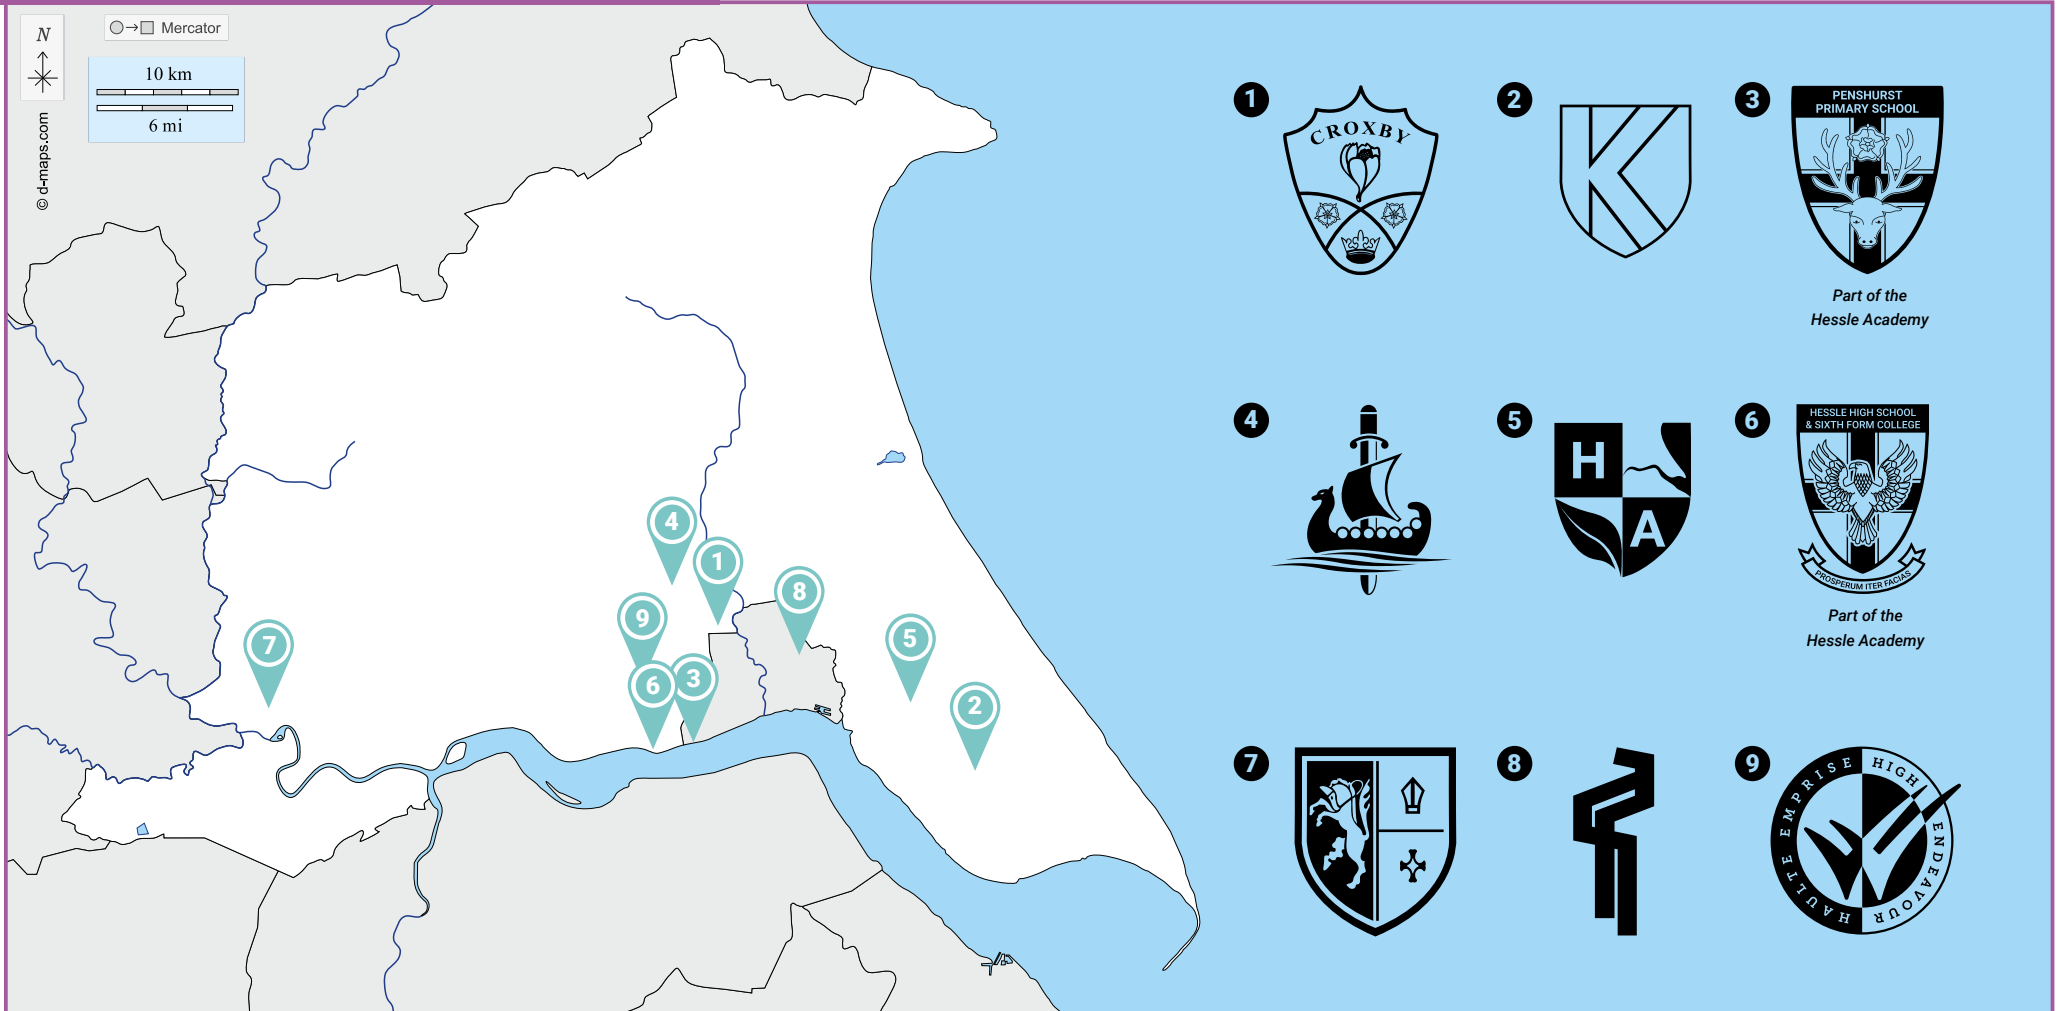 N
Mercator
10 km
6 mi
© d-maps.com
4
1
8
9
7
5
6
3
2
1
CROXBY
2
K
3
PENSHURST
PRIMARY SCHOOL
Part of the
Hessle Academy
4
5
H
A
6
HESSLE HIGH SCHOOL
& SIXTH FORM COLLEGE
PROSPERUM ITER FACIAS
Part of the
Hessle Academy
7
8
9
HAULTE EMPRISE
HIGH ENDEAVOUR